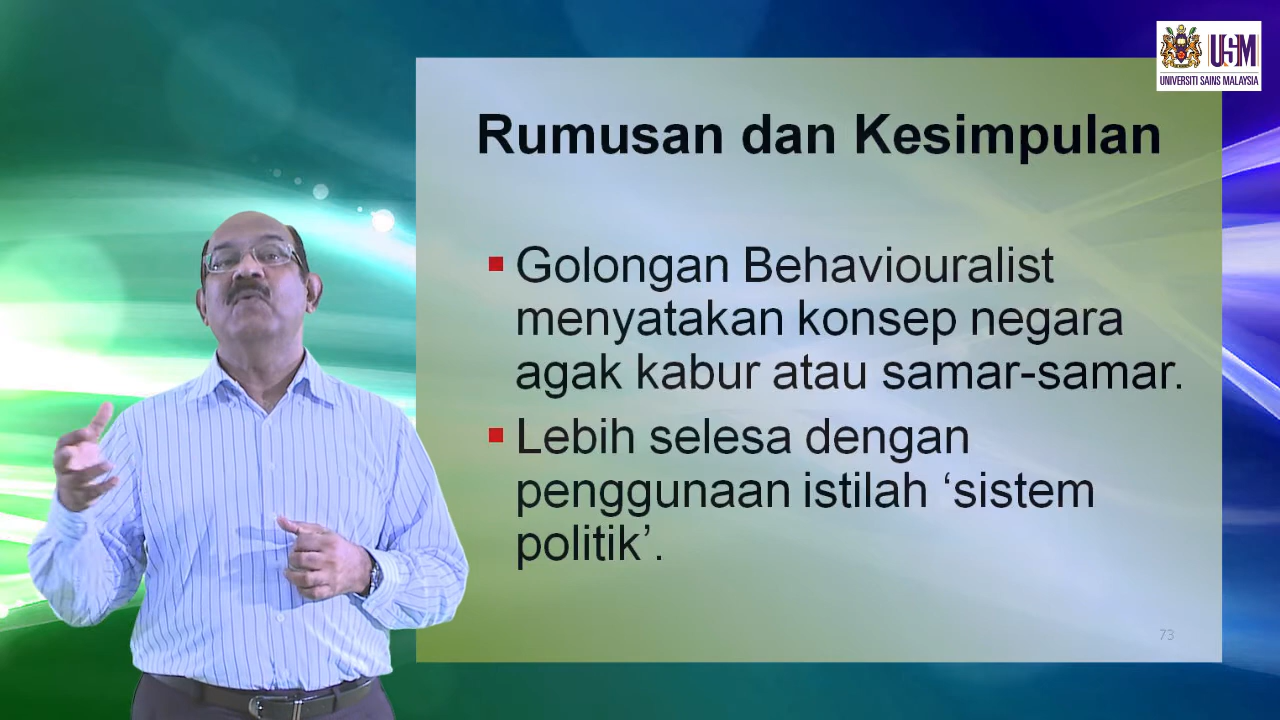 USM
UNIVERSITI SAINS MALAYSIA
Rumusan dan Kesimpulan
Golongan Behaviouralist
menyatakan konsep negara
agak kabur atau samar-samar.
Lebih selesa dengan
penggunaan istilah ‘sistem
politik’.
73